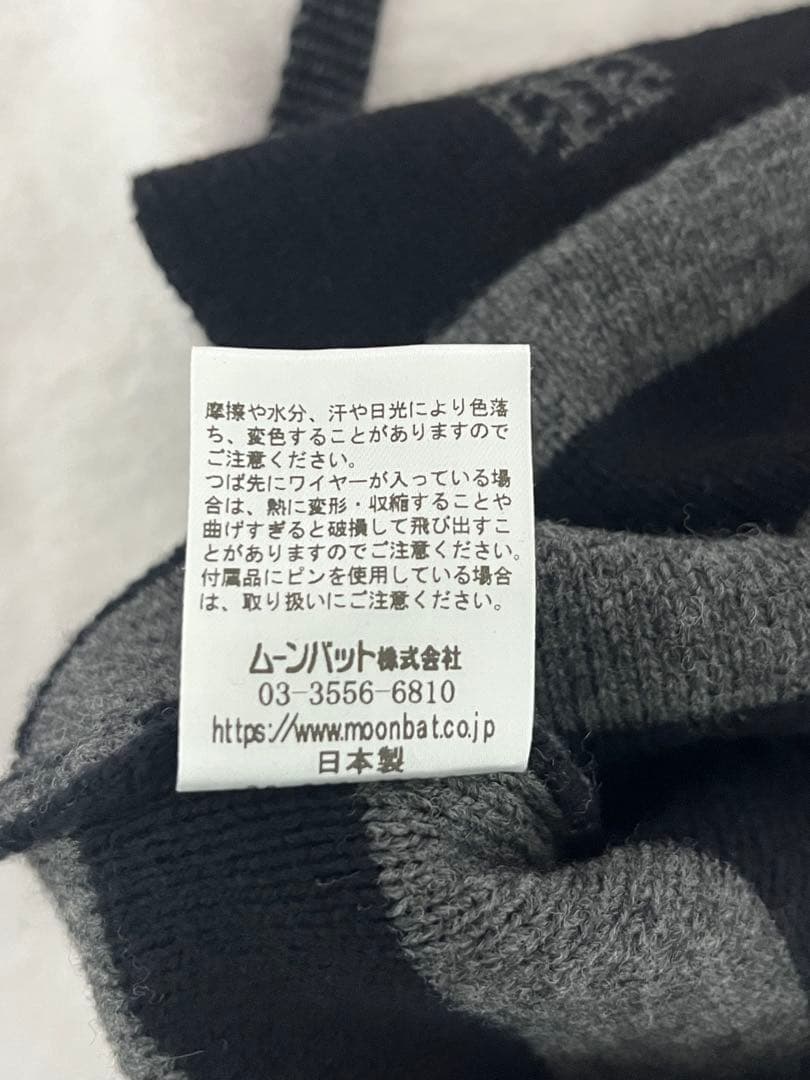 摩擦や水分、汗や日光により色落
ち、変色することがありますので
ご注意ください。
つば先にワイヤーが入っている場
合は、熱に変形・収縮することや
曲げすぎると破損して飛び出すこ
とがありますのでご注意ください。
付属品にピンを使用している場合
は、取り扱いにご注意ください。
ムーンバット株式会社
03-3556-6810
https://www.moonbat.co.jp
日本製